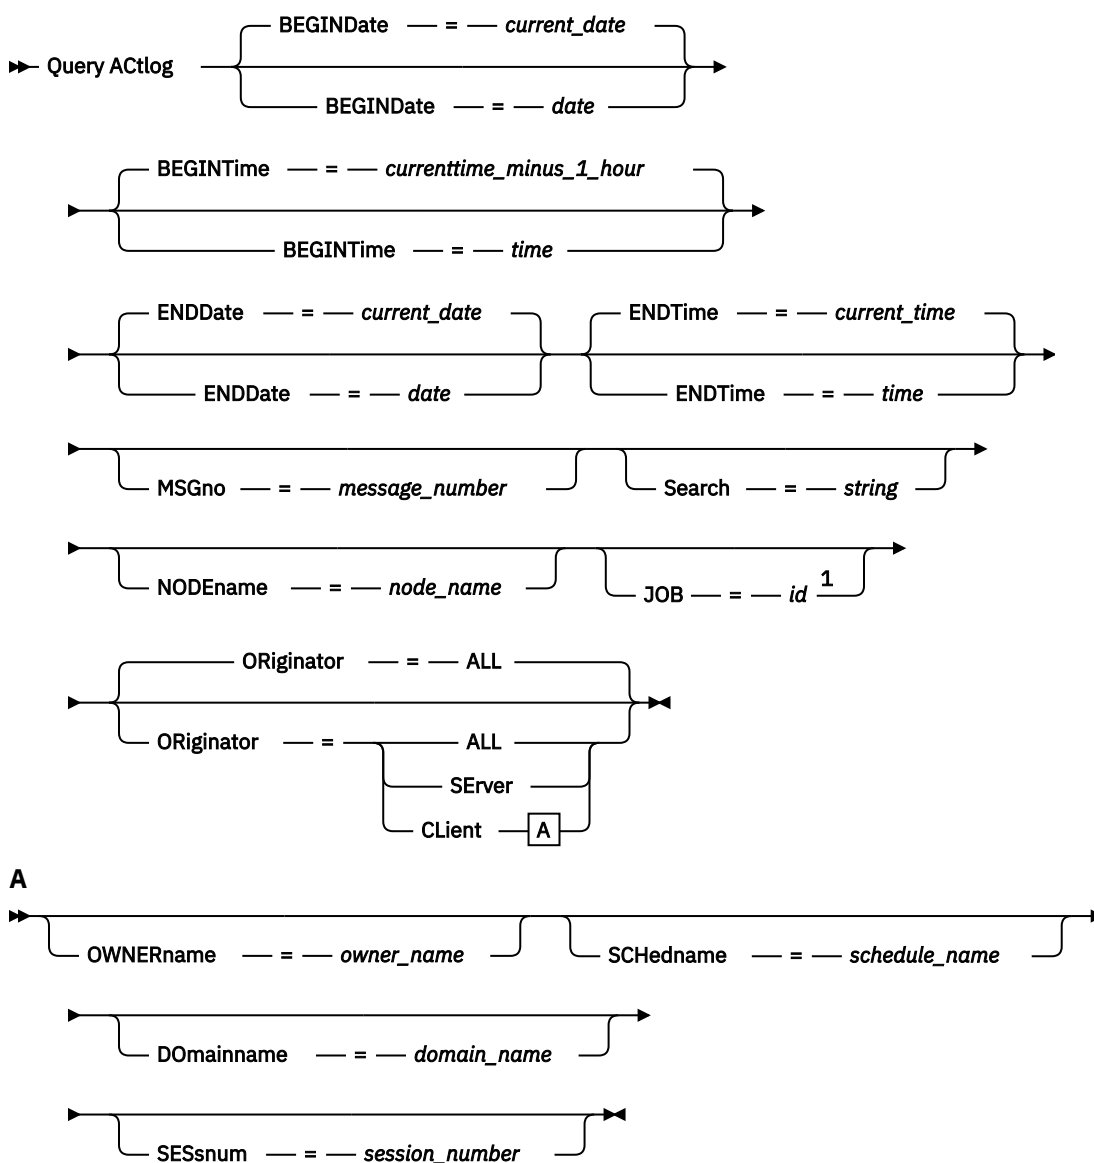 BEGINDate = current_date
Query ACtlog
BEGINDate = date
BEGINTime = currenttime_minus_1_hour
BEGINTime = time
ENDDate = current_date ENDTime = current_time
ENDDate = date ENDTime = time
MSGno = message_number Search = string
NODEname = node_name JOB = id 1
ORiginator = ALL
ORiginator = ALL
SErver
CLient A
A
OWNERname = owner_name SCHedname = schedule_name
DOmainname = domain_name
SESsnum = session_number